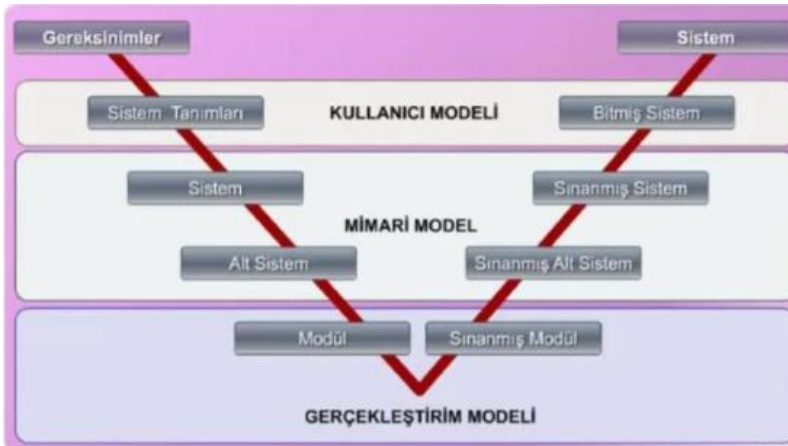 Gereksinimler
Sistem
Sistem Tanımları
KULLANICI MODELİ
Bitmiş Sistem
Sistem
Sınanmış Sistem
MİMARİ MODEL
Alt Sistem
Sınanmış Alt Sistem
Modül
Sınanmış Modül
GERÇEKLEŞTİRİM MODELİ